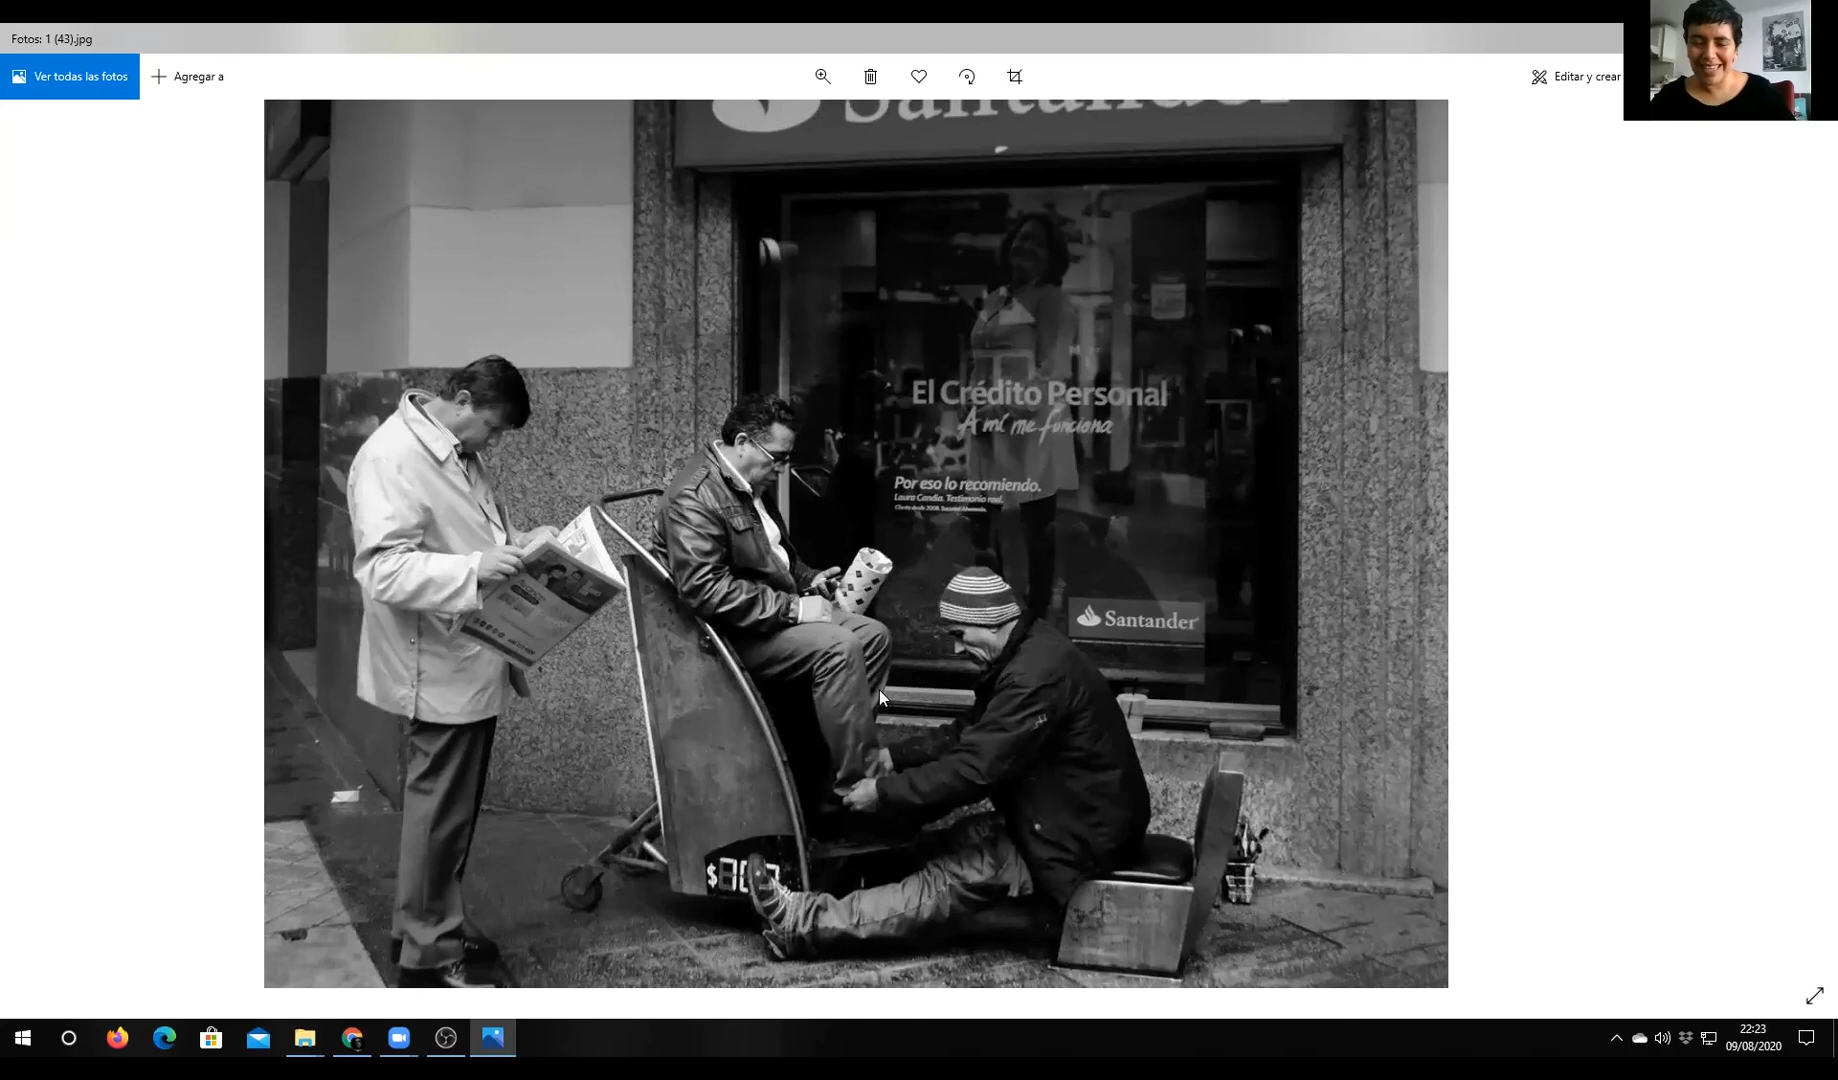 Fotos: 1 (43).jpg
Ver todas las fotos
Agregar a
Editar y crear
Santander
El Crédito Personal
A mí me funciona
Por eso lo recomiendo.
Laura Candia. Testimonio real.
Santander
$
22:23
09/08/2020